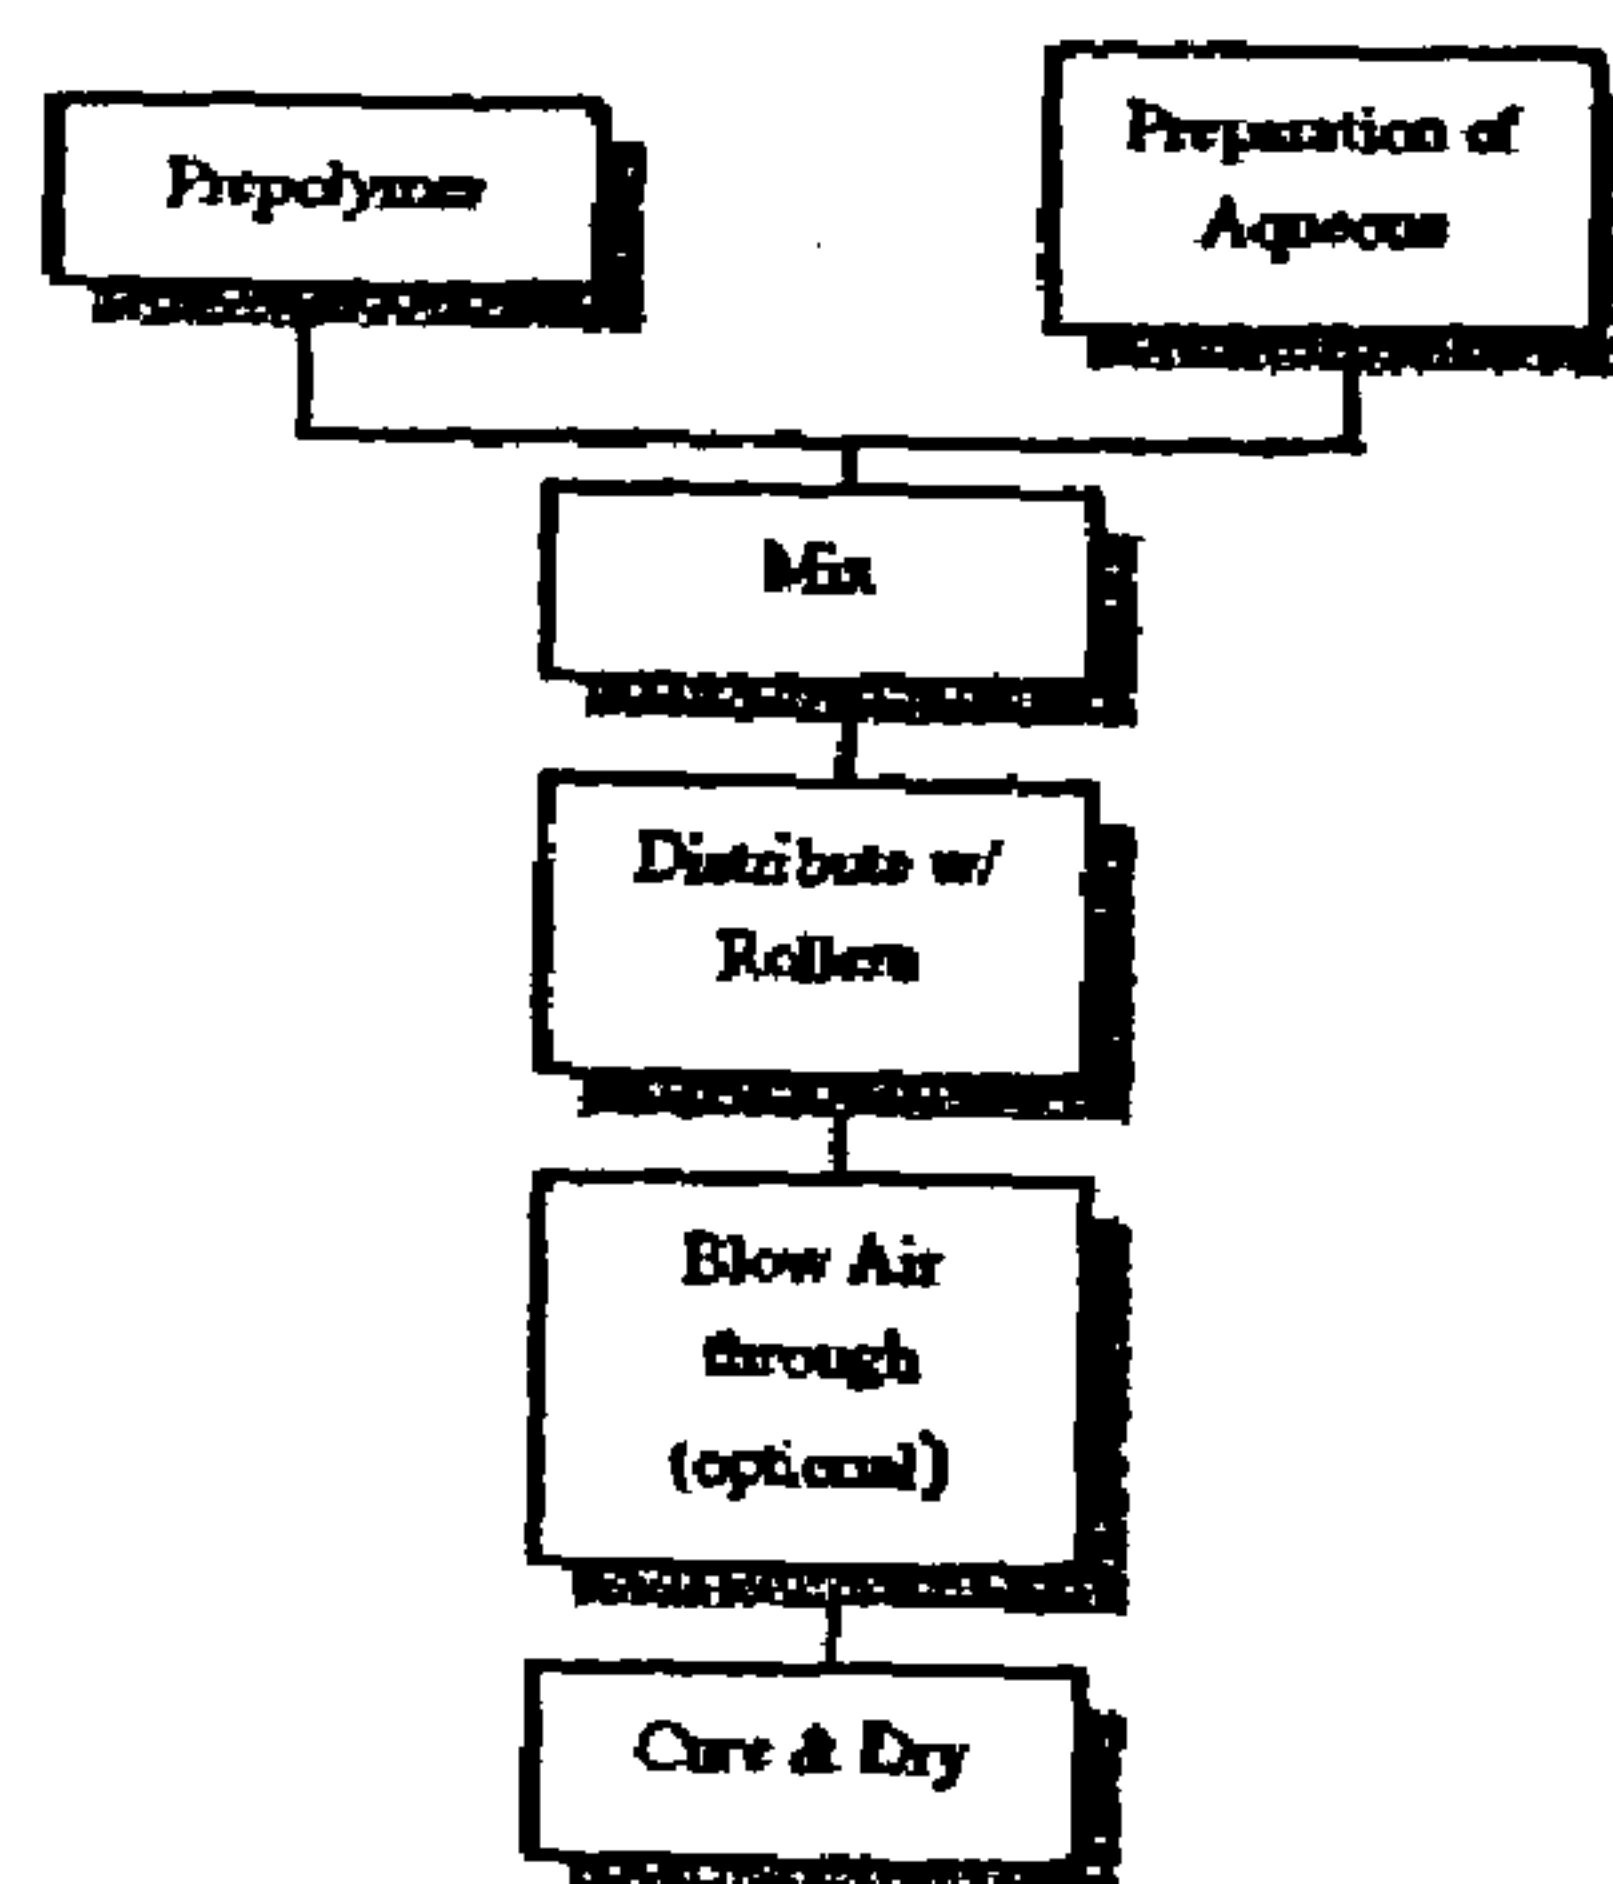 Prepolymer
Preparation of
Aqueous
Mix
Distribute w/
Rollers
Blow Air
through
(optional)
Cure & Dry